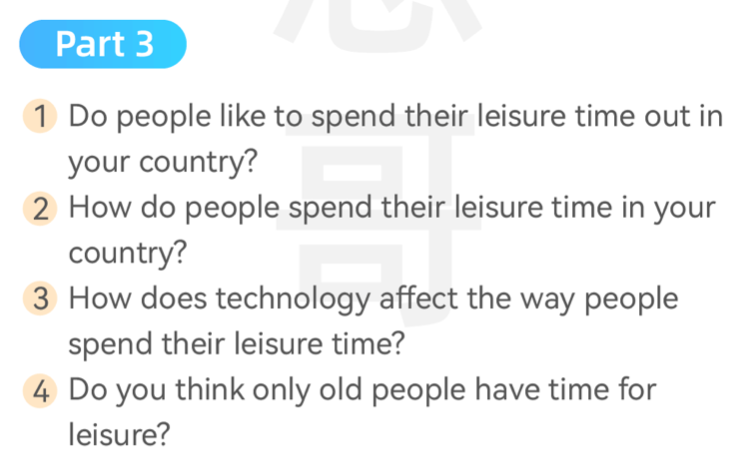 Part 3
1 Do people like to spend their leisure time out in
your country?
2 How do people spend their leisure time in your
country?
3 How does technology affect the way people
spend their leisure time?
4 Do you think only old people have time for
leisure?
哥